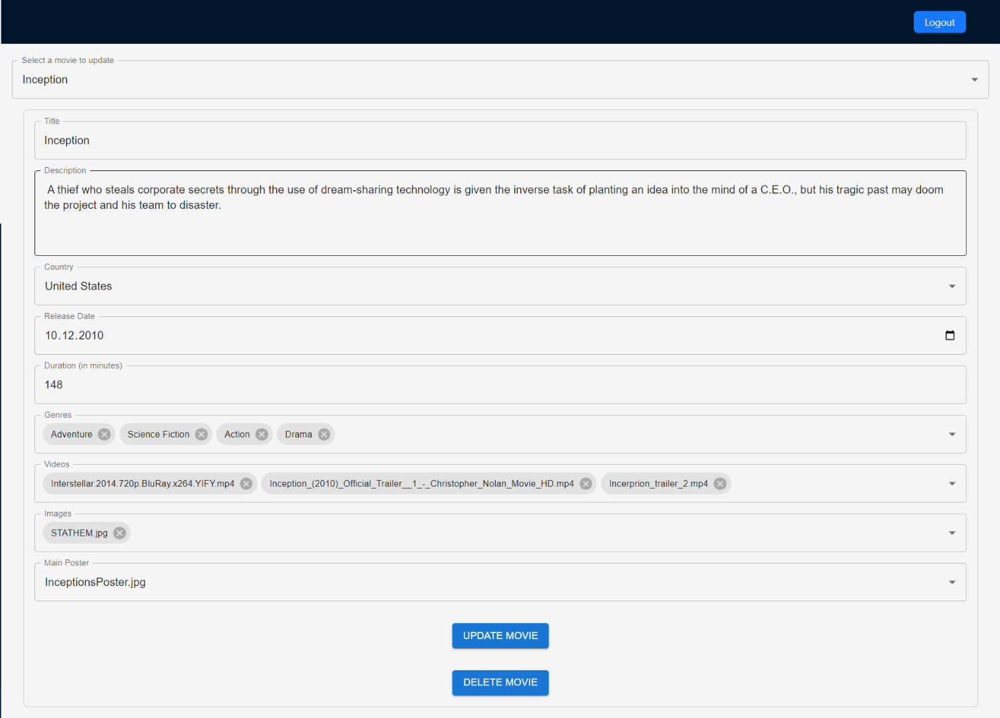 Logout
Select a movie to update
Inception
Title
Inception
Description
A thief who steals corporate secrets through the use of dream-sharing technology is given the inverse task of planting an idea into the mind of a C.E.O., but his tragic past may doom
the project and his team to disaster.
Country
United States
Release Date
10.12.2010
Duration (in minutes)
148
Genres
Adventure Science Fiction Action Drama
Videos
Interstellar.2014.720p.BluRay.x264.YIFY.mp4 Inception_(2010)_Official_Trailer__1_-_Christopher_Nolan_Movie_HD.mp4 Incerprion_trailer_2.mp4
Images
STATHEM.jpg
Main Poster
InceptionsPoster.jpg
UPDATE MOVIE
DELETE MOVIE